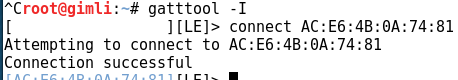 ^Croot@gimli:~# gatttool -I
[                 ][LE]> connect AC:E6:4B:0A:74:81
Attempting to connect to AC:E6:4B:0A:74:81
Connection successful
[AC:E6:4B:0A:74:81][LE]>